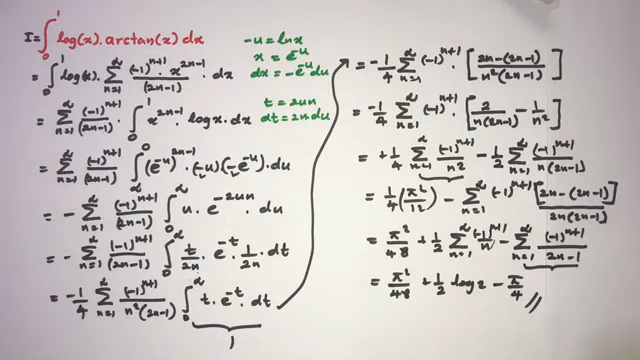 I = ∫₀¹ log(x). arctan(x) dx
= ∫₀¹ log(x). Σ_{n=1}^{∝} (-1)^{n+1}. x^{2n-1} / (2n-1) . dx
= Σ_{n=1}^{∝} (-1)^{n+1} / (2n-1) . ∫₀¹ x^{2n-1}. log x. dx
= Σ_{n=1}^{∝} (-1)^{n+1} / (2n-1) ∫_{∝}^{0} (e^{-u})^{2n-1}. (-u). (-e^{-u}). du
= - Σ_{n=1}^{∝} (-1)^{n+1} / (2n-1) ∫₀^{∝} u. e^{-2un} . du
= - Σ_{n=1}^{∝} (-1)^{n+1} / (2n-1) ∫₀^{∝} t/2n . e^{-t}. 1/2n . dt
= -1/4 Σ_{n=1}^{∝} (-1)^{n+1} / n²(2n-1) ∫₀^{∝} t. e^{-t}. dt
1
-u = ln x
x = e^{-u}
dx = -e^{-u} du
t = 2un
dt = 2n. du
= -1/4 Σ_{n=1}^{∝} (-1)^{n+1}. [ 2n-(2n-1) / n²(2n-1) ]
= -1/4 Σ_{n=1}^{∝} (-1)^{n+1}. [ 2 / n(2n-1) - 1/n² ]
= +1/4 Σ_{n=1}^{∝} (-1)^{n+1} / n² - 1/2 Σ_{n=1}^{∝} (-1)^{n+1} / n(2n-1)
= 1/4 (π²/12) - Σ_{n=1}^{∝} (-1)^{n+1} [2n-(2n-1)] / 2n(2n-1)
= π²/48 + 1/2 Σ_{n=1}^{∝} (-1)^{n+1} / n - Σ_{n=1}^{∝} (-1)^{n+1} / 2n-1
= π²/48 + 1/2 log 2 - π/4 //